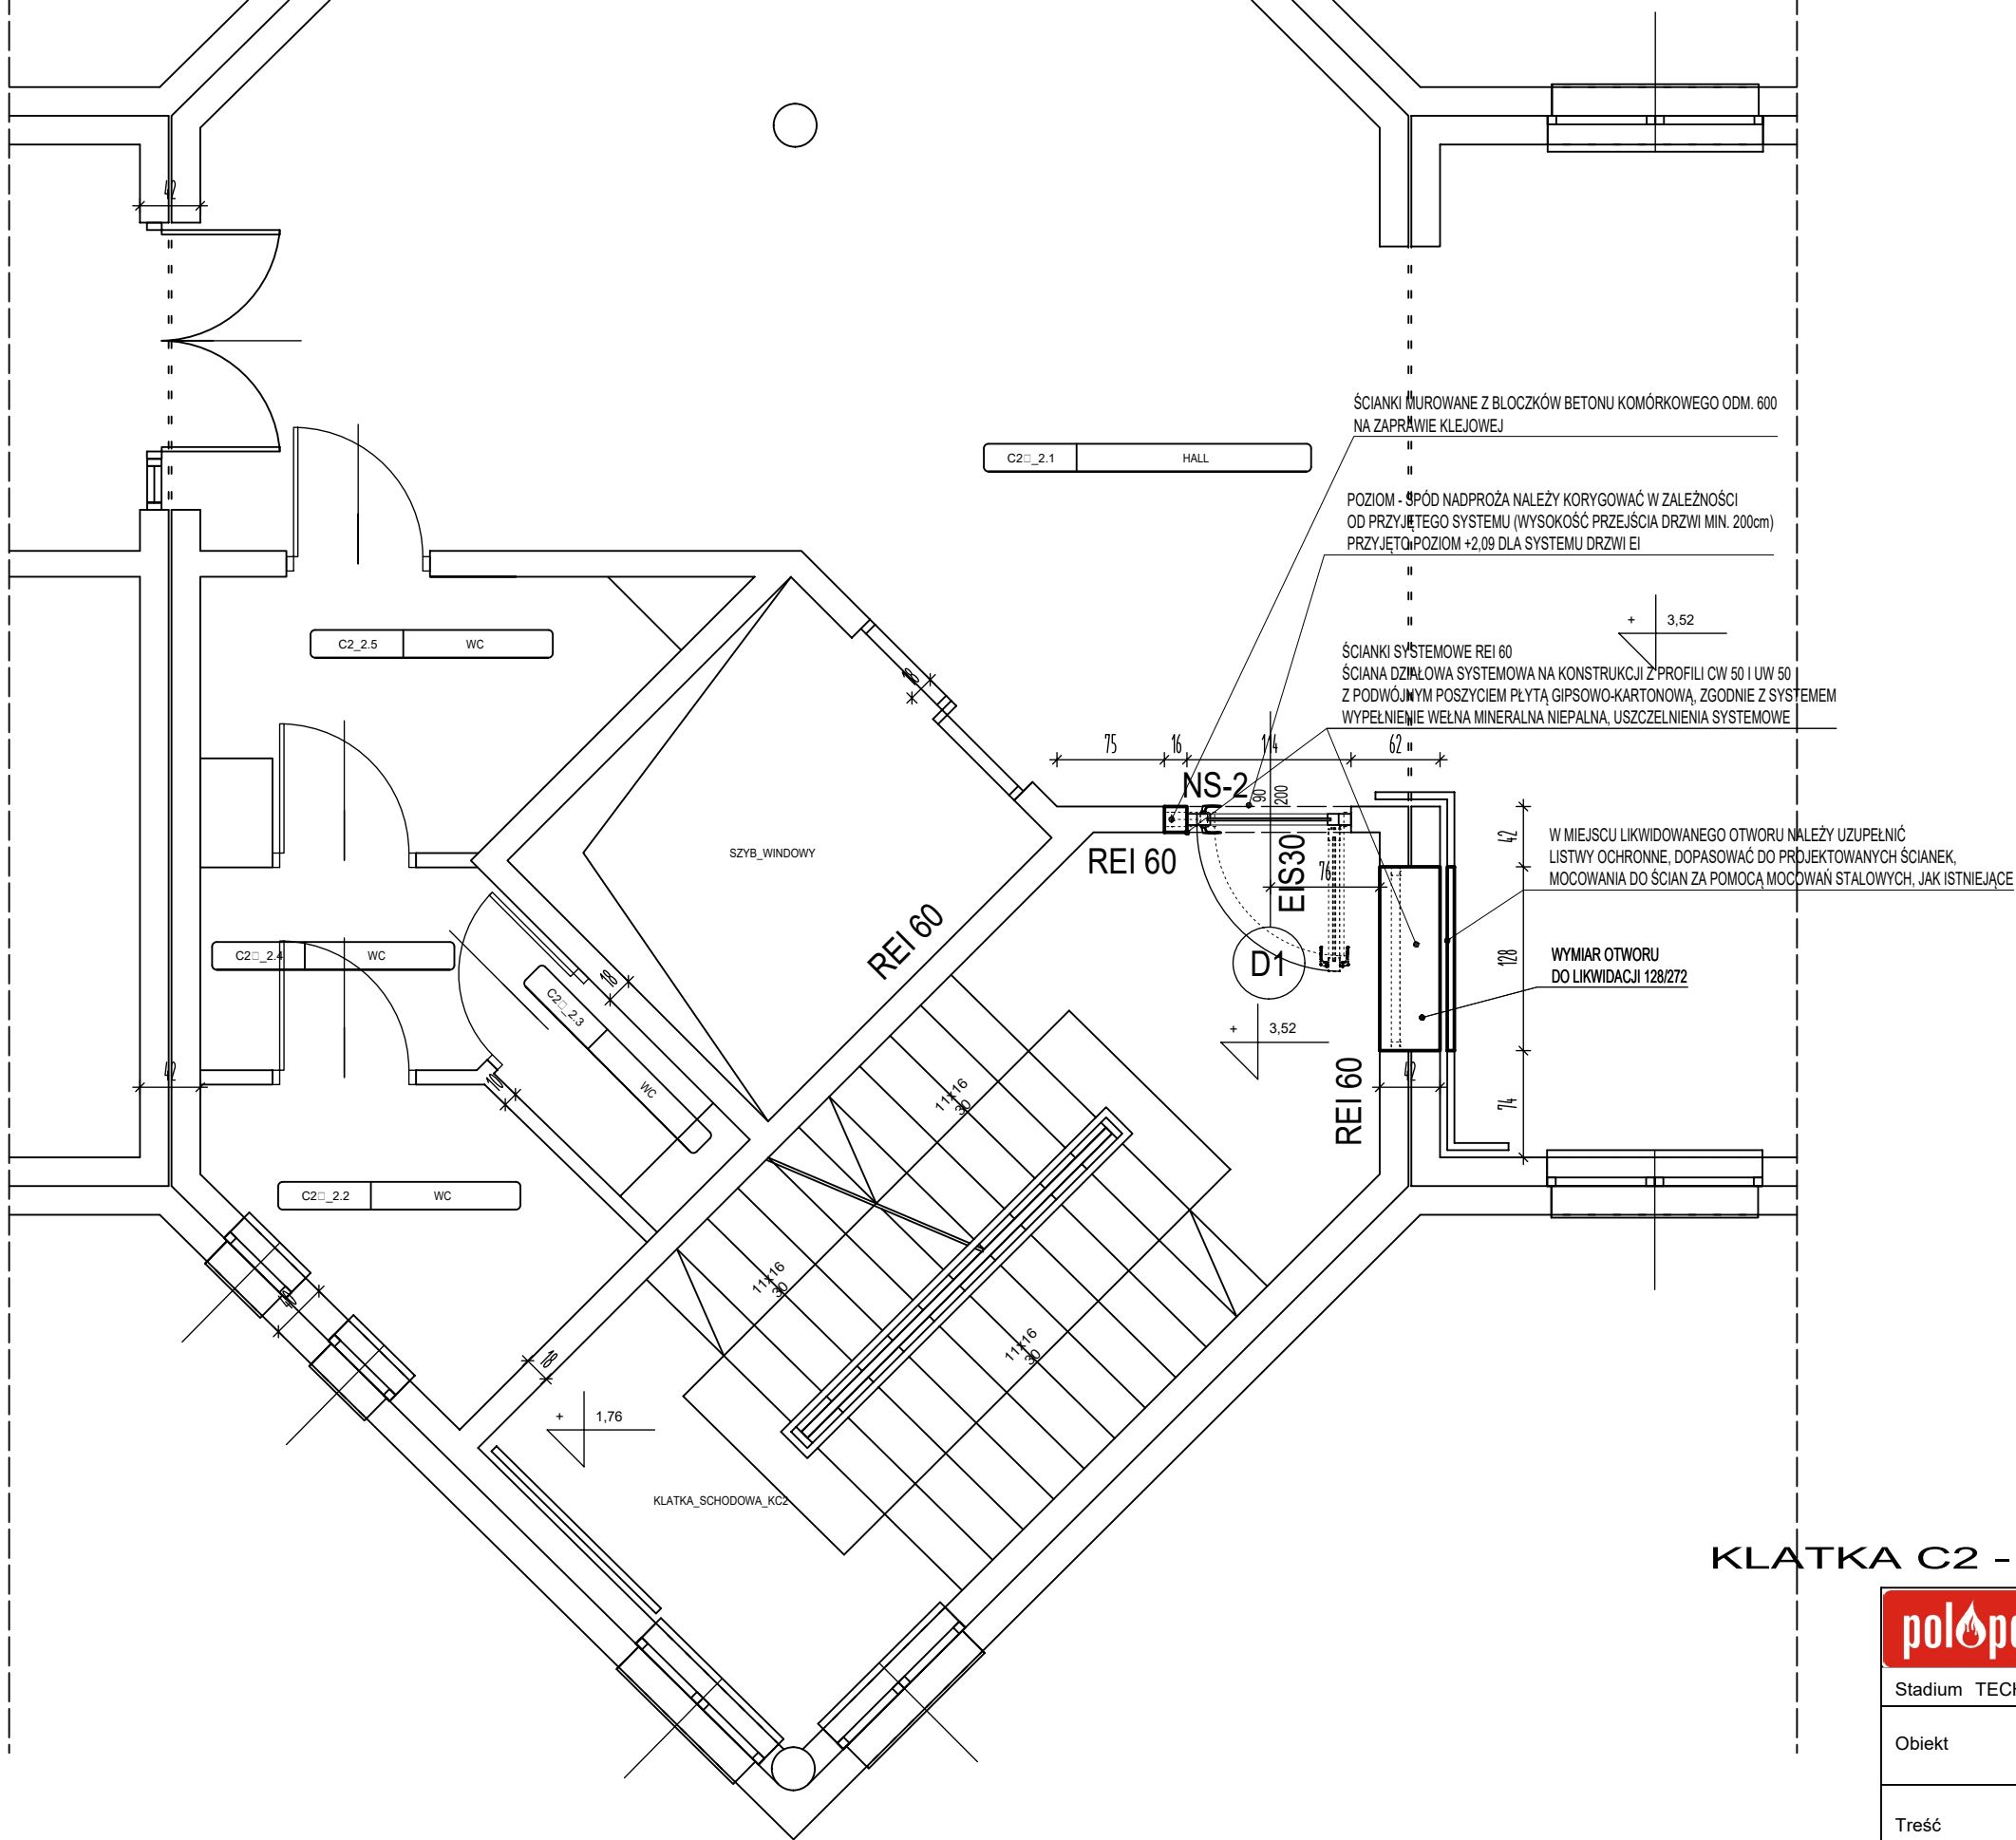 42
ŚCIANKI MUROWANE Z BLOCZKÓW BETONU KOMÓRKOWEGO ODM. 600
NA ZAPRAWIE KLEJOWEJ
C2□_2.1 HALL
POZIOM - SPÓD NADPROŻA NALEŻY KORYGOWAĆ W ZALEŻNOŚCI
OD PRZYJĘTEGO SYSTEMU (WYSOKOŚĆ PRZEJŚCIA DRZWI MIN. 200cm)
PRZYJĘTO POZIOM +2,09 DLA SYSTEMU DRZWI EI
+ 3,52
C2_2.5 WC
ŚCIANKI SYSTEMOWE REI 60
ŚCIANA DZIAŁOWA SYSTEMOWA NA KONSTRUKCJI Z PROFILI CW 50 I UW 50
Z PODWÓJNYM POSZYCIEM PŁYTĄ GIPSOWO-KARTONOWĄ, ZGODNIE Z SYSTEMEM
WYPEŁNIENIE WEŁNA MINERALNA NIEPALNA, USZCZELNIENIA SYSTEMOWE
18
75 16 114 62
NS-2
90
200
42
W MIEJSCU LIKWIDOWANEGO OTWORU NALEŻY UZUPEŁNIĆ
LISTWY OCHRONNE, DOPASOWAĆ DO PROJEKTOWANYCH ŚCIANEK,
MOCOWANIA DO ŚCIAN ZA POMOCĄ MOCOWAŃ STALOWYCH, JAK ISTNIEJĄCE
SZYB_WINDOWY
REI 60
EIS30
76
REI 60
C2□_2.4 WC
D1
128
WYMIAR OTWORU
DO LIKWIDACJI 128/272
18
C2□_2.3 WC
+ 3,52
42
10
42
REI 60
74
11x16
30
C2□_2.2 WC
11x16
30
40
11x16
30
18
+ 1,76
KLATKA_SCHODOWA_KC2
KLATKA C2 -
Stadium
Obiekt
Treść